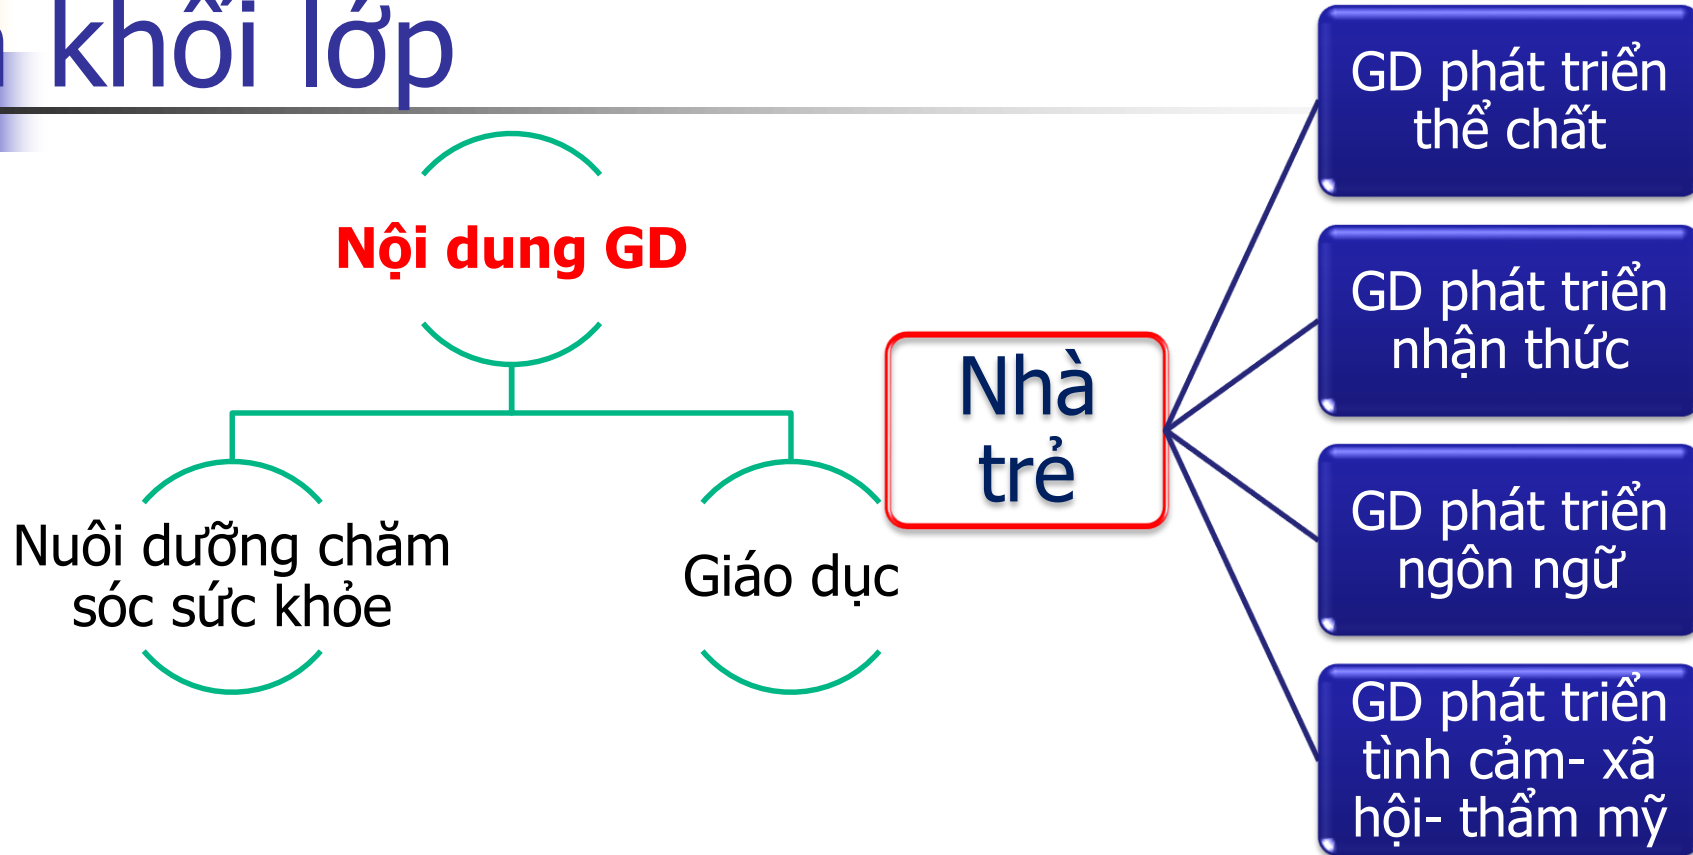 khối lớp
Nội dung GD
Nuôi dưỡng chăm
sóc sức khỏe
Giáo dục
Nhà
trẻ
GD phát triển
thể chất
GD phát triển
nhận thức
GD phát triển
ngôn ngữ
GD phát triển
tình cảm- xã
hội- thẩm mỹ